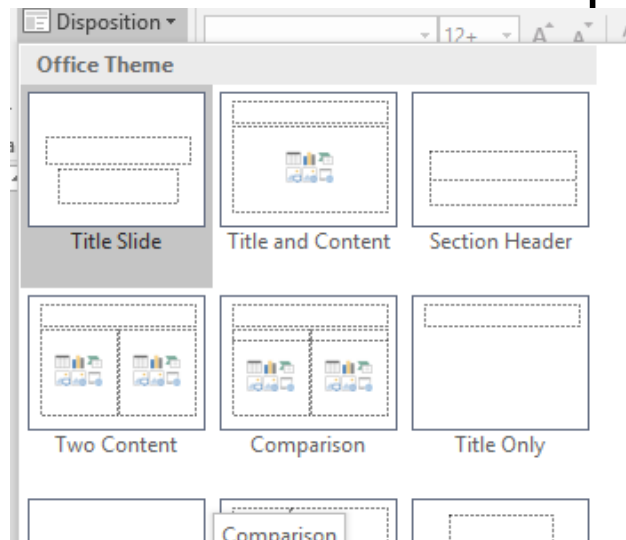 Disposition
12+ A A
Office Theme
Title Slide
Title and Content
Section Header
Two Content
Comparison
Title Only
Comparison